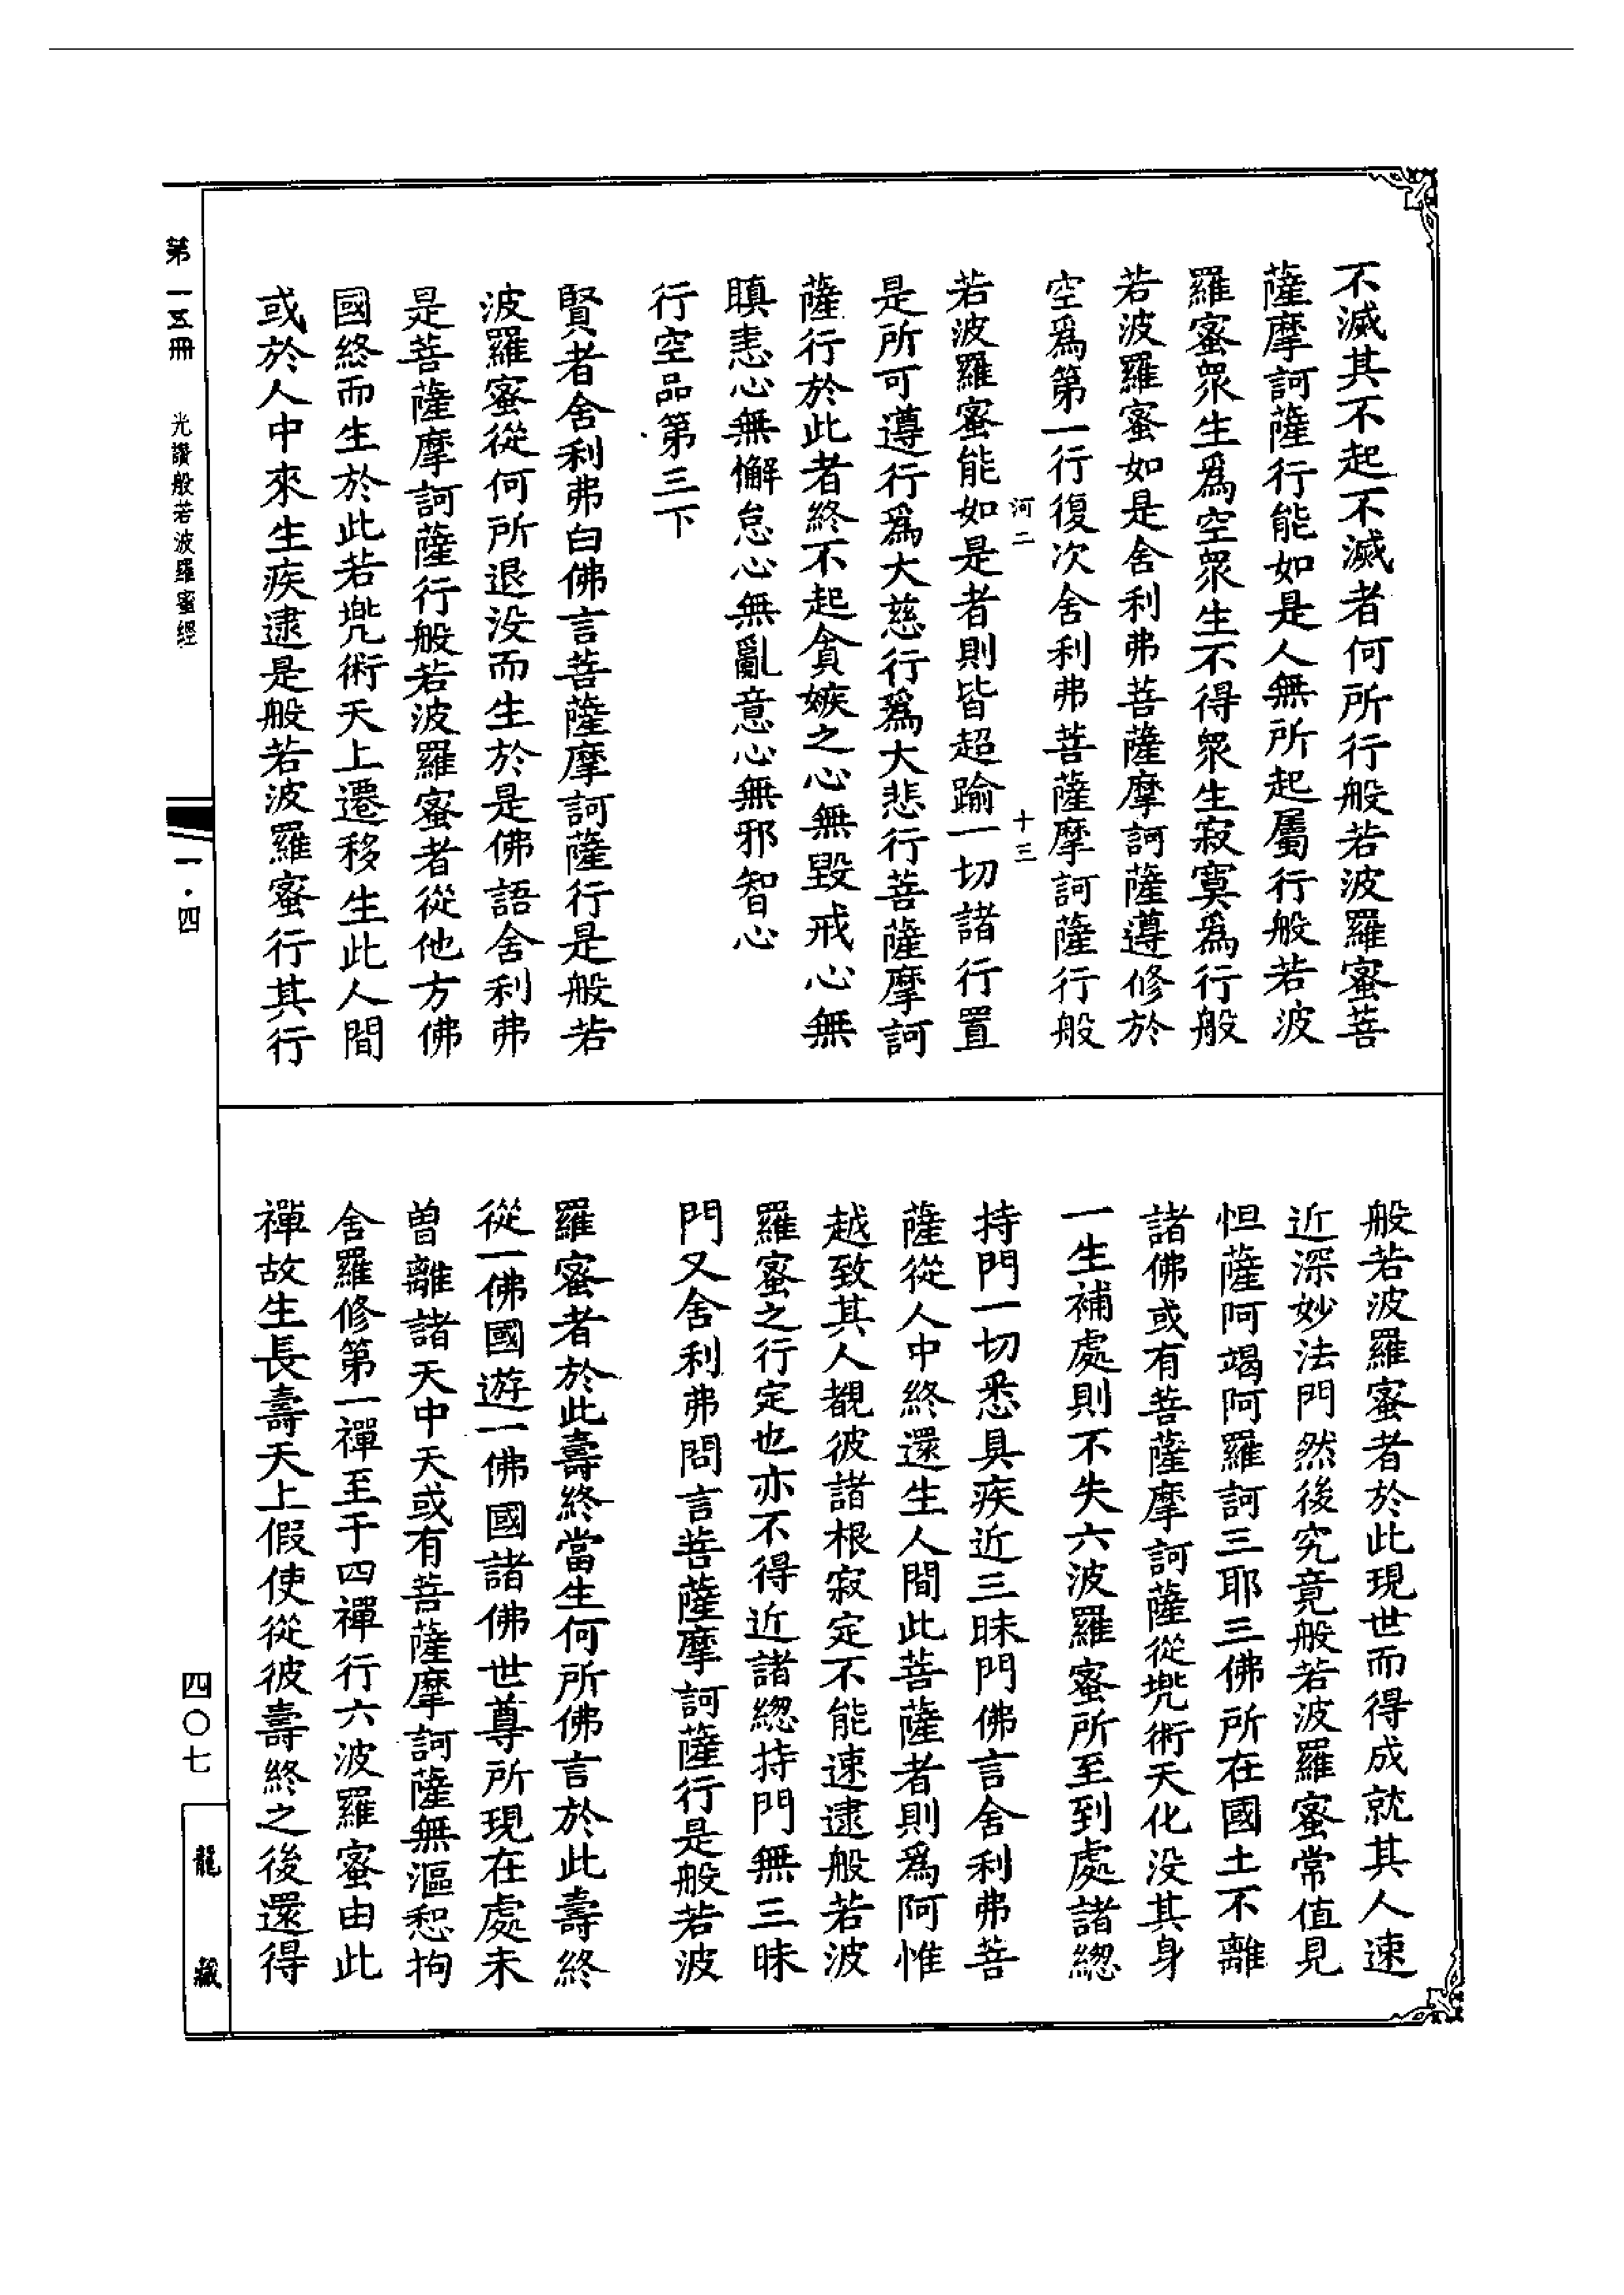 不滅其不起不滅者何所行般若波羅蜜菩
薩摩訶薩行能如是人無所起屬行般若波
羅蜜衆生爲空衆生不得衆生寂寞爲行般
若波羅蜜如是舍利弗菩薩摩訶薩遵修於
空爲第一行復次舍利弗菩薩摩訶薩行般
河二 十三
若波羅蜜能如是者則皆超踰一切諸行置
是所可遵行爲大慈行爲大悲行菩薩摩訶
薩行於此者終不起貪嫉之心無毀戒心無
瞋恚心無懈怠心無亂意心無邪智心
行空品第三下
賢者舍利弗白佛言菩薩摩訶薩行是般若
波羅蜜從何所退没而生於是佛語舍利弗
是菩薩摩訶薩行般若波羅蜜者從他方佛
國終而生於此若兠術天上遷移生此人間
或於人中來生疾逮是般若波羅蜜行其行
般若波羅蜜者於此現世而得成就其人速
近深妙法門然後究竟般若波羅蜜常值見
怛薩阿竭阿羅訶三耶三佛所在國土不離
諸佛或有菩薩摩訶薩從兠術天化没其身
一生補處則不失六波羅蜜所至到處諸緫
持門一切悉具疾近三昧門佛言舍利弗菩
薩從人中終還生人間此菩薩者則爲阿惟
越致其人覩彼諸根寂定不能速逮般若波
羅蜜之行定也亦不得近諸緫持門無三昧
門又舍利弗問言菩薩摩訶薩行是般若波
羅蜜者於此壽終當生何所佛言於此壽終
從一佛國遊一佛國諸佛世尊所現在處未
曽離諸天中天或有菩薩摩訶薩無漚惒拘
舍羅修第一禪至于四禪行六波羅蜜由此
禪故生長壽天上假使從彼壽終之後還得
第一五冊 光讚般若波羅蜜經
一·四
四〇七
龍藏